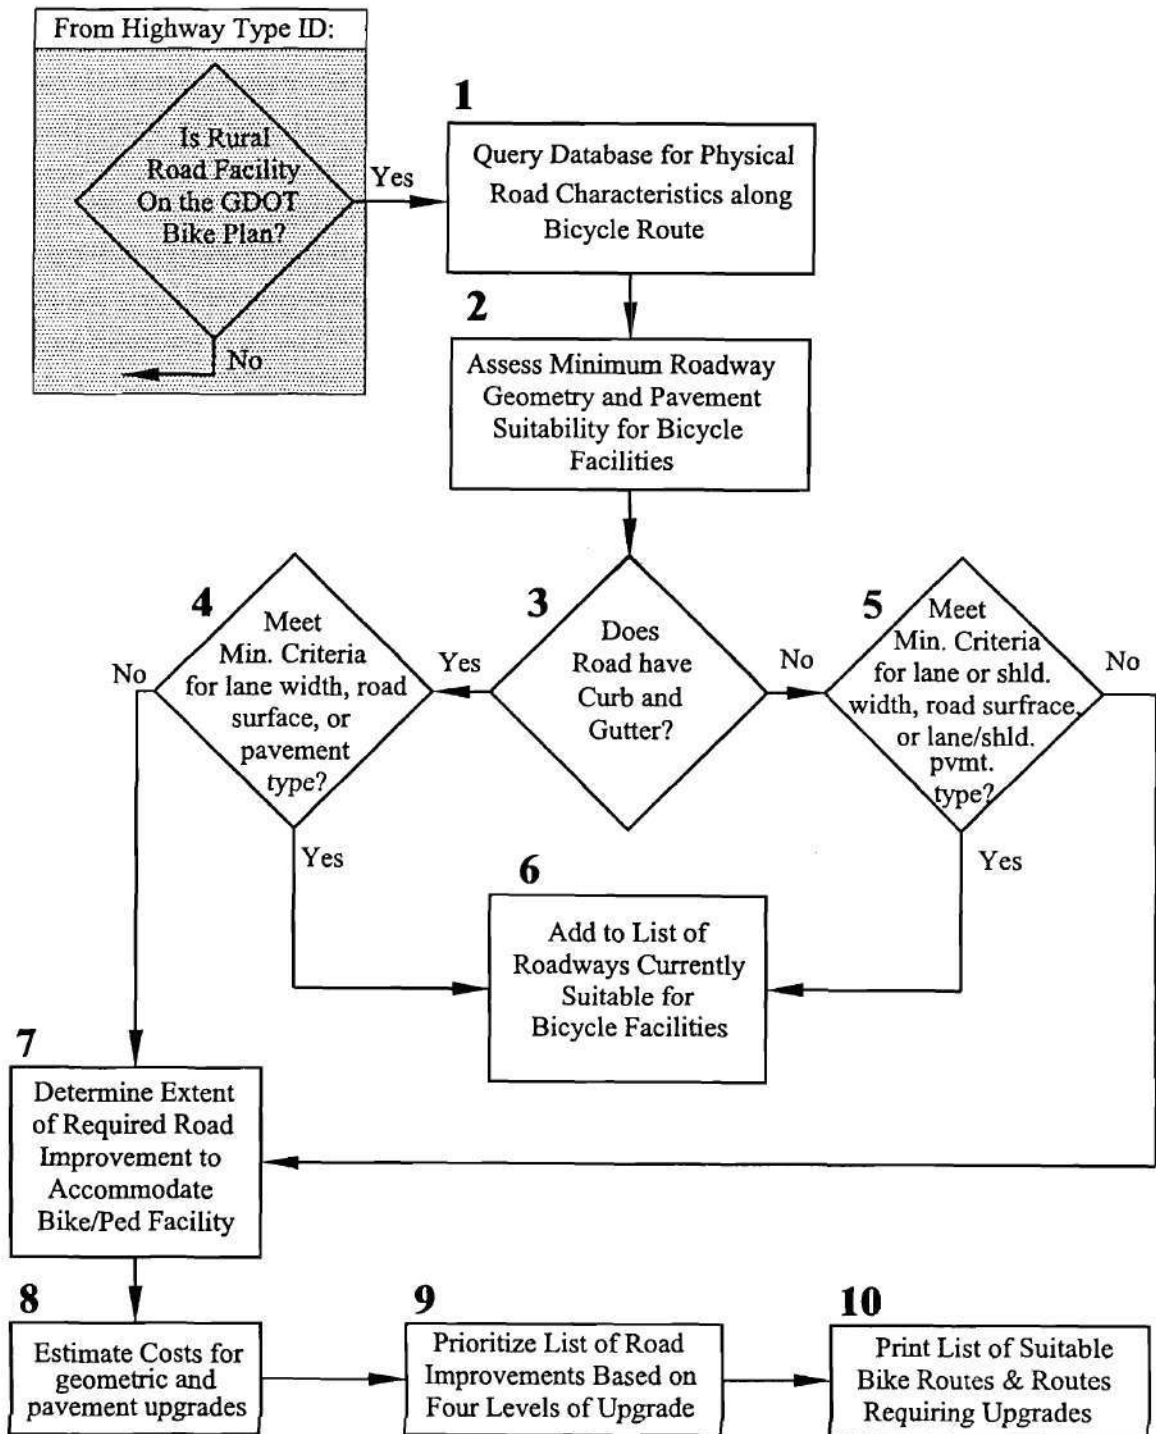 From Highway Type ID:
Is Rural
Road Facility
On the GDOT
Bike Plan?
Yes
No
1
Query Database for Physical
Road Characteristics along
Bicycle Route
2
Assess Minimum Roadway
Geometry and Pavement
Suitability for Bicycle
Facilities
3
Does
Road have
Curb and
Gutter?
Yes
No
4
Meet
Min. Criteria
for lane width, road
surface, or
pavement
type?
No
Yes
5
Meet
Min. Criteria
for lane or shld.
width, road surfrace,
or lane/shld.
pvmt.
type?
No
Yes
6
Add to List of
Roadways Currently
Suitable for
Bicycle Facilities
7
Determine Extent
of Required Road
Improvement to
Accommodate
Bike/Ped Facility
8
Estimate Costs for
geometric and
pavement upgrades
9
Prioritize List of Road
Improvements Based on
Four Levels of Upgrade
10
Print List of Suitable
Bike Routes & Routes
Requiring Upgrades